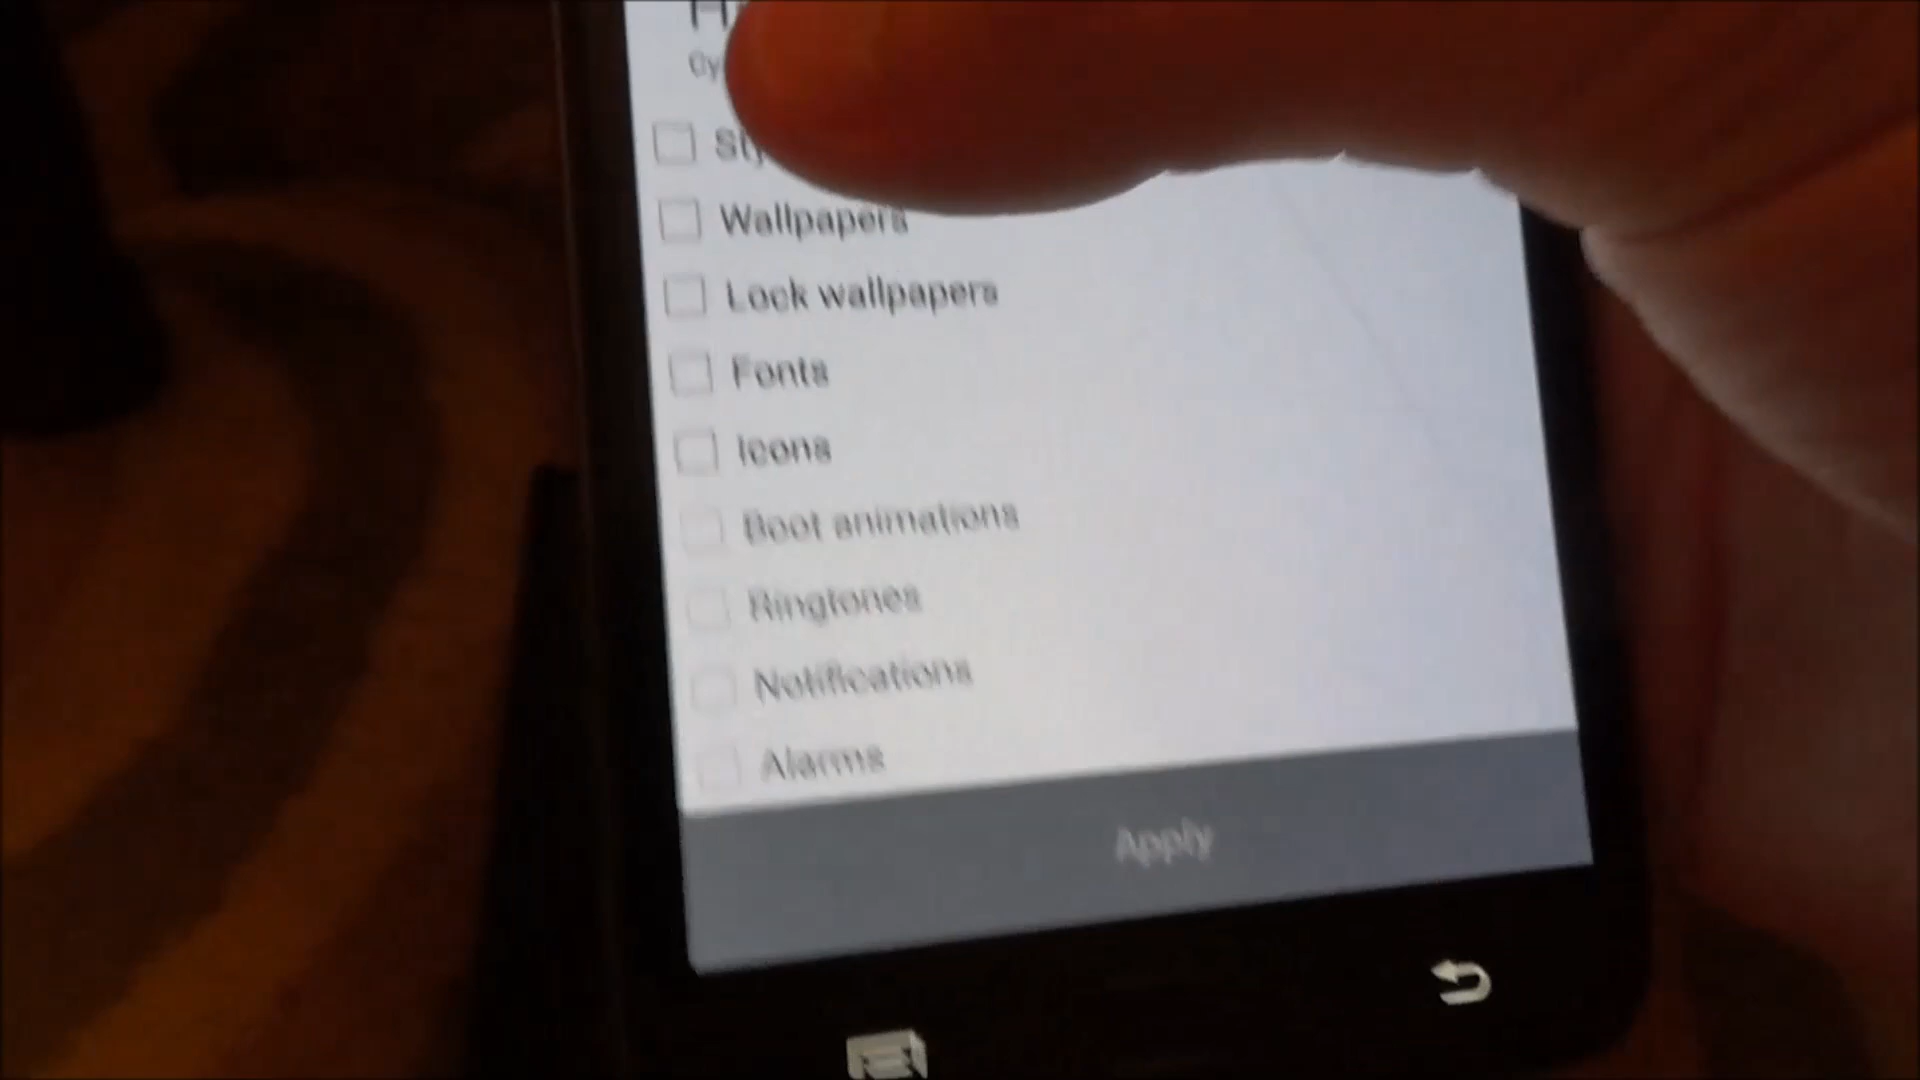 Wallpapers
Lock wallpapers
Fonts
Icons
Boot animations
Ringtones
Notifications
Alarms
Apply